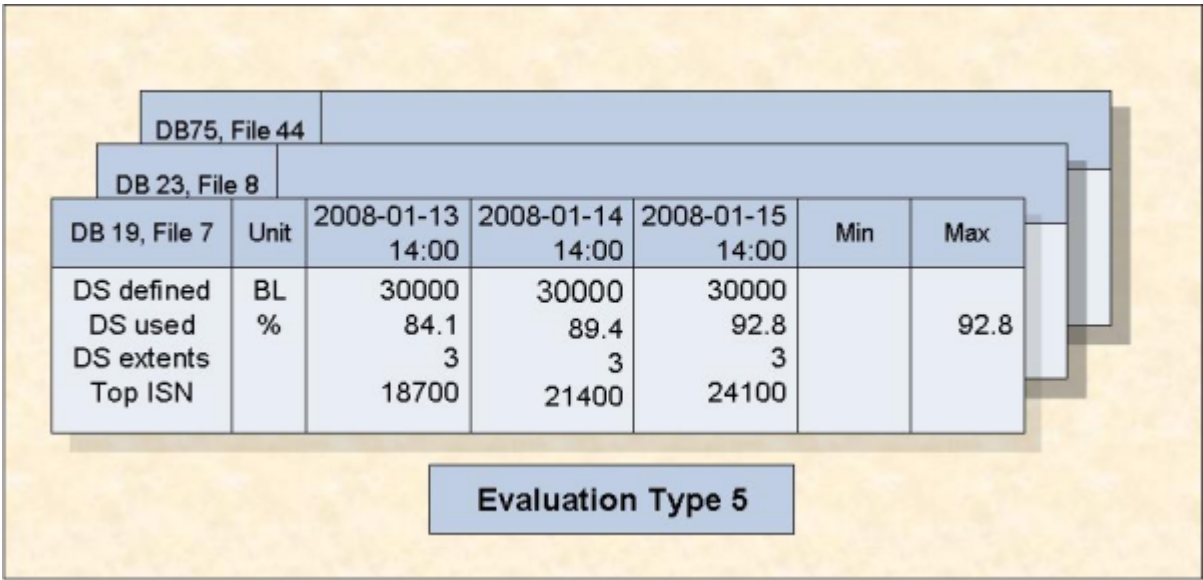 DB75, File 44
DB 23, File 8
DB 19, File 7 Unit 2008-01-13 14:00 2008-01-14 14:00 2008-01-15 14:00 Min Max
DS defined BL 30000 30000 30000
DS used % 84.1 89.4 92.8 92.8
DS extents 3 3 3
Top ISN 18700 21400 24100
Evaluation Type 5